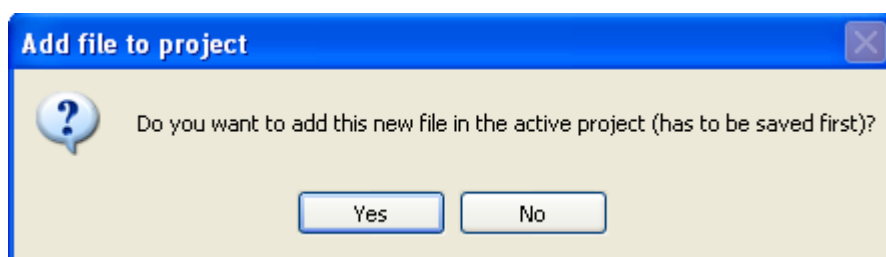 Add file to project
Do you want to add this new file in the active project (has to be saved first)?
Yes No